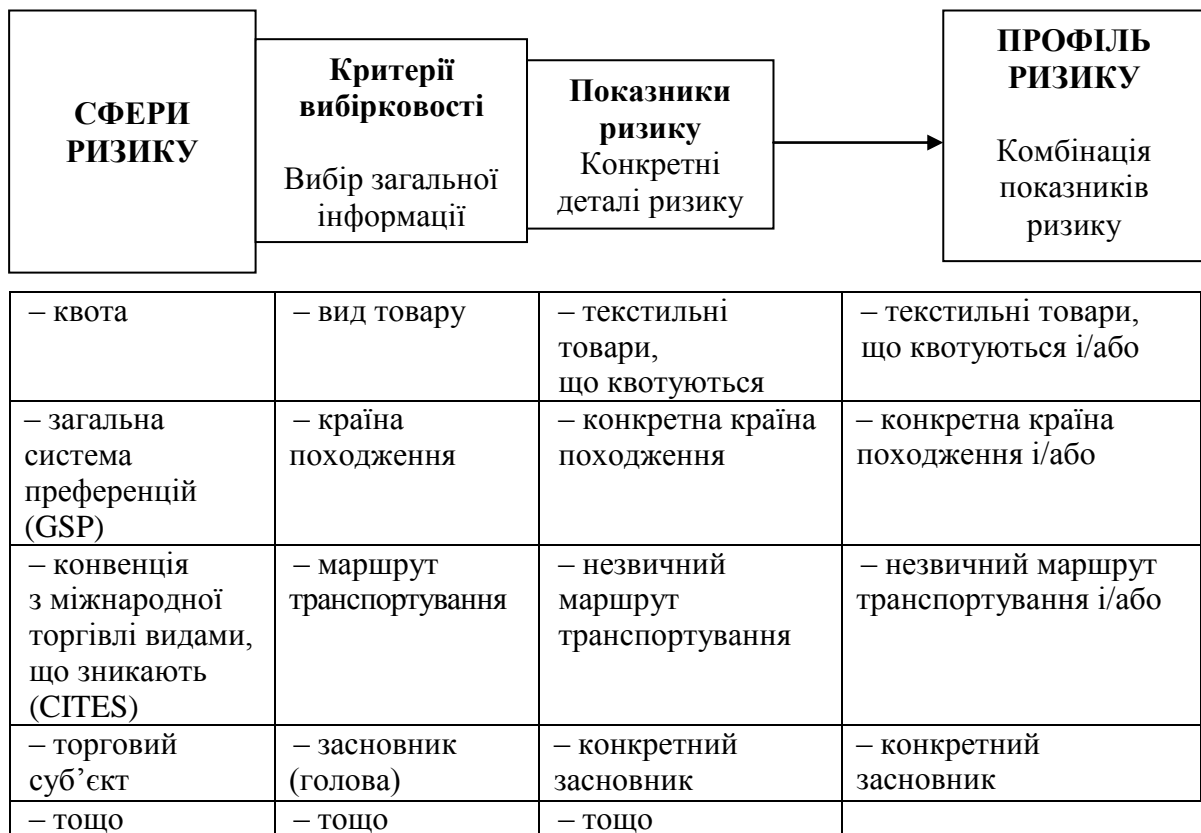 СФЕРИ
РИЗИКУ
Критерії
вибірковості
Вибір загальної
інформації
Показники
ризику
Конкретні
деталі ризику
ПРОФІЛЬ
РИЗИКУ
Комбінація
показників
ризику
– квота
– вид товару
– текстильні
товари,
що квотуються
– текстильні товари,
що квотуються і/або
– загальна
система
преференцій
(GSP)
– країна
походження
– конкретна країна
походження
– конкретна країна
походження і/або
– конвенція
з міжнародної
торгівлі видами,
що зникають
(CITES)
– маршрут
транспортування
– незвичний
маршрут
транспортування
– незвичний маршрут
транспортування і/або
– торговий
суб’єкт
– засновник
(голова)
– конкретний
засновник
– конкретний
засновник
– тощо
– тощо
– тощо